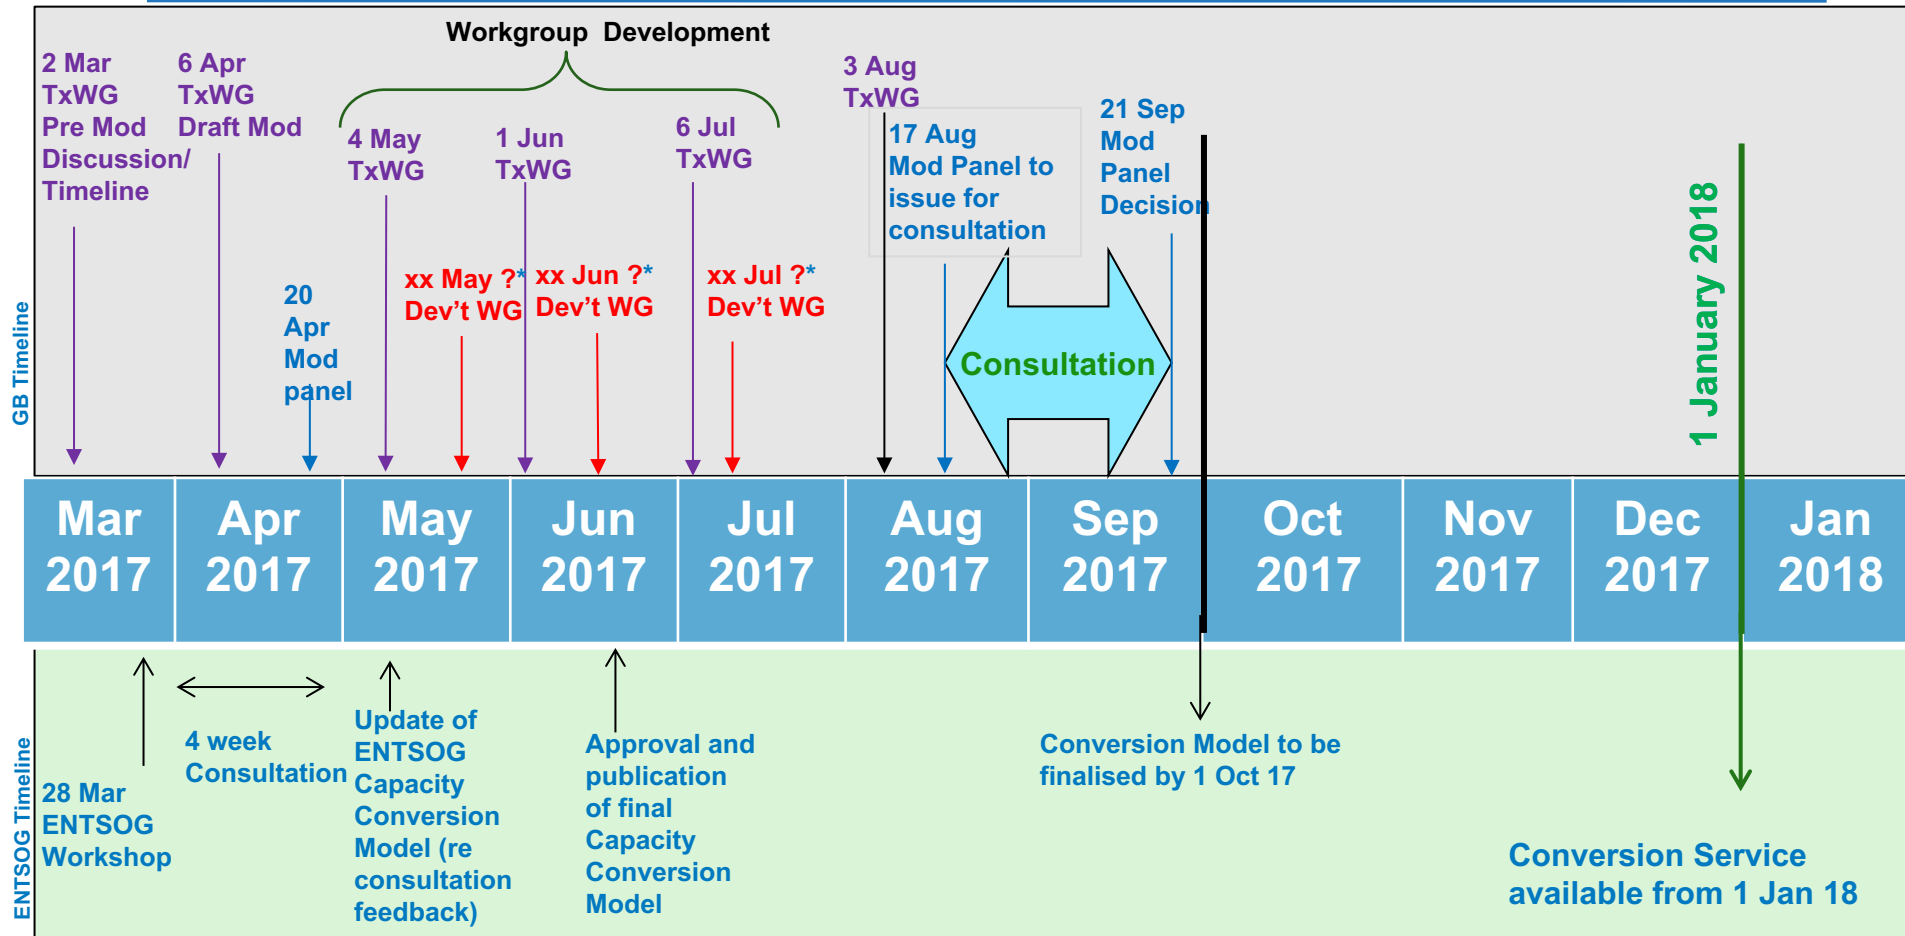 Workgroup Development
2 Mar
TxWG
Pre Mod
Discussion/
Timeline
6 Apr
TxWG
Draft Mod
20
Apr
Mod
panel
4 May
TxWG
xx May ?*
Dev't WG
1 Jun
TxWG
xx Jun ?*
Dev't WG
6 Jul
TxWG
xx Jul ?*
Dev't WG
3 Aug
TxWG
17 Aug
Mod Panel to
issue for
consultation
Consultation
21 Sep
Mod
Panel
Decision
1 January 2018
GB Timeline
Mar
2017
Apr
2017
May
2017
Jun
2017
Jul
2017
Aug
2017
Sep
2017
Oct
2017
Nov
2017
Dec
2017
Jan
2018
ENTSOG Timeline
28 Mar
ENTSOG
Workshop
4 week
Consultation
Update of
ENTSOG
Capacity
Conversion
Model (re
consultation
feedback)
Approval and
publication
of final
Capacity
Conversion
Model
Conversion Model to be
finalised by 1 Oct 17
Conversion Service
available from 1 Jan 18